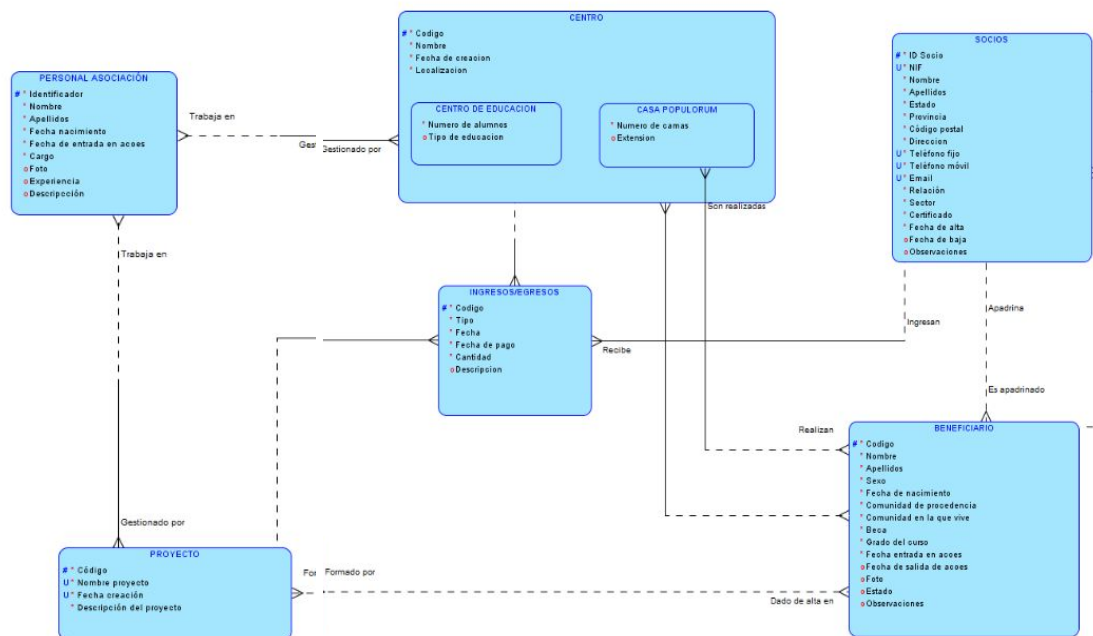 CENTRO
# * Codigo
* Nombre
* Fecha de creacion
* Localizacion
CENTRO DE EDUCACION
* Numero de alumnos
o Tipo de educacion
CASA POPULORUM
* Numero de camas
o Extension
SOCIOS
# * ID Socio
U * NIF
* Nombre
* Apellidos
* Estado
* Provincia
* Código postal
* Direccion
U * Teléfono fijo
U * Teléfono móvil
U * Email
* Relación
* Sector
* Certificado
* Fecha de alta
o Fecha de baja
o Observaciones
PERSONAL ASOCIACIÓN
# * Identificador
* Nombre
* Apellidos
* Fecha nacimiento
* Fecha de entrada en acoes
* Cargo
o Foto
o Experiencia
o Descripcción
Trabaja en
Gest
Gestionado por
Son realizadas
Trabaja en
INGRESOS/EGRESOS
# * Codigo
* Tipo
* Fecha
* Fecha de pago
* Cantidad
o Descripcion
Recibe
Ingresan
Apadrina
Es apadrinado
Realizan
BENEFICIARIO
# * Codigo
* Nombre
* Apellidos
* Sexo
* Fecha de nacimiento
* Comunidad de procedencia
* Comunidad en la que vive
* Beca
* Grado del curso
* Fecha entrada en acoes
o Fecha de salida de acoes
o Foto
o Estado
o Observaciones
Gestionado por
PROYECTO
# * Código
U * Nombre proyecto
U * Fecha creación
* Descripción del proyecto
For
Formado por
Dado de alta en